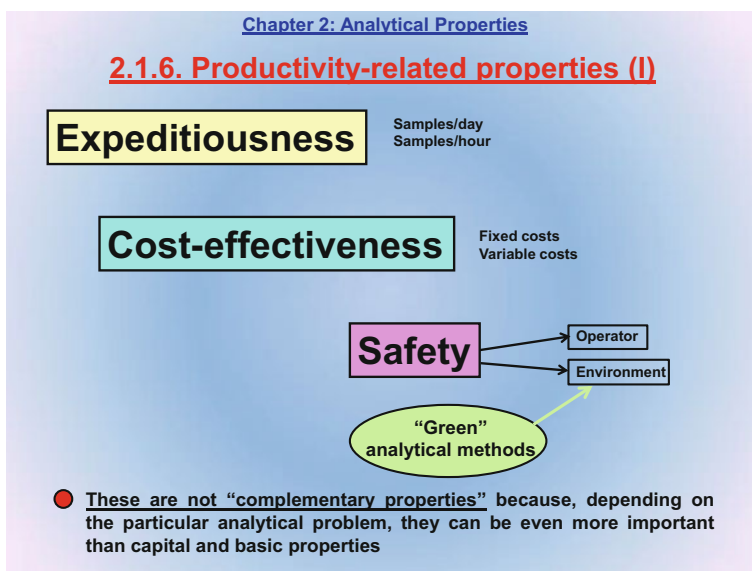 Chapter 2: Analytical Properties
2.1.6. Productivity-related properties (I)
Expeditiousness
Samples/day
Samples/hour
Cost-effectiveness
Fixed costs
Variable costs
Safety
Operator
Environment
“Green”
analytical methods
These are not “complementary properties” because, depending on
the particular analytical problem, they can be even more important
than capital and basic properties